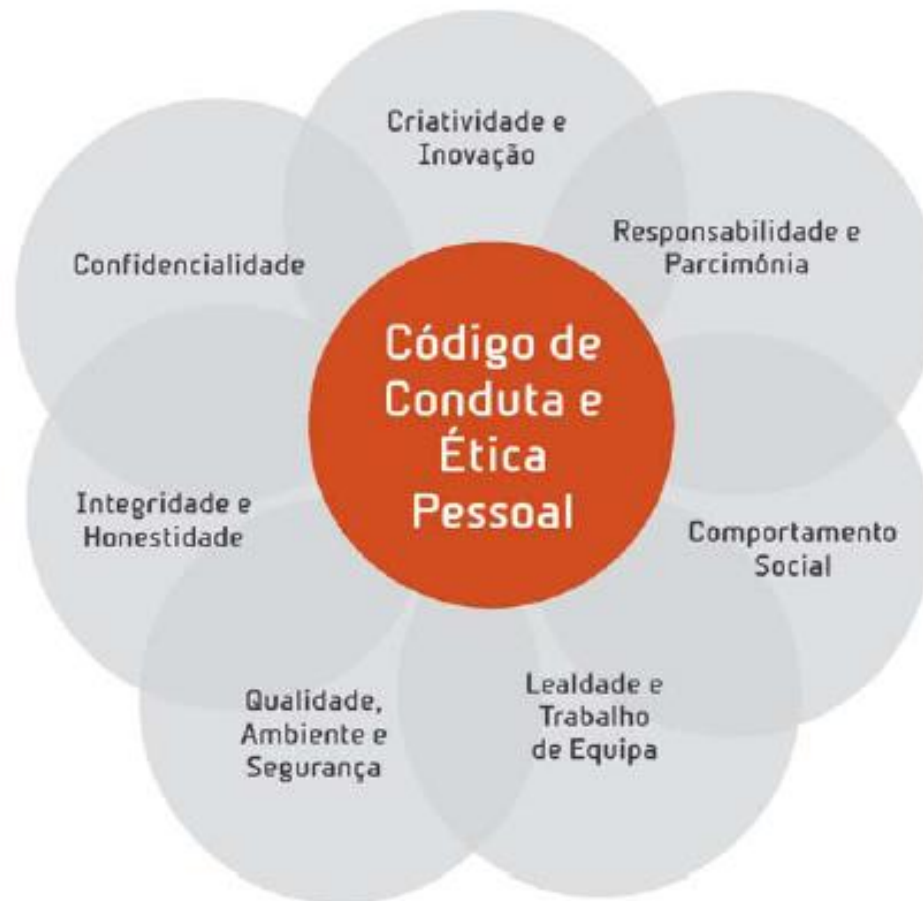 Criatividade e
Inovação
Responsabilidade e
Parcimónia
Confidencialidade
Código de
Conduta e
Ética
Pessoal
Integridade e
Honestidade
Comportamento
Social
Qualidade,
Ambiente e
Segurança
Lealdade e
Trabalho
de Equipa